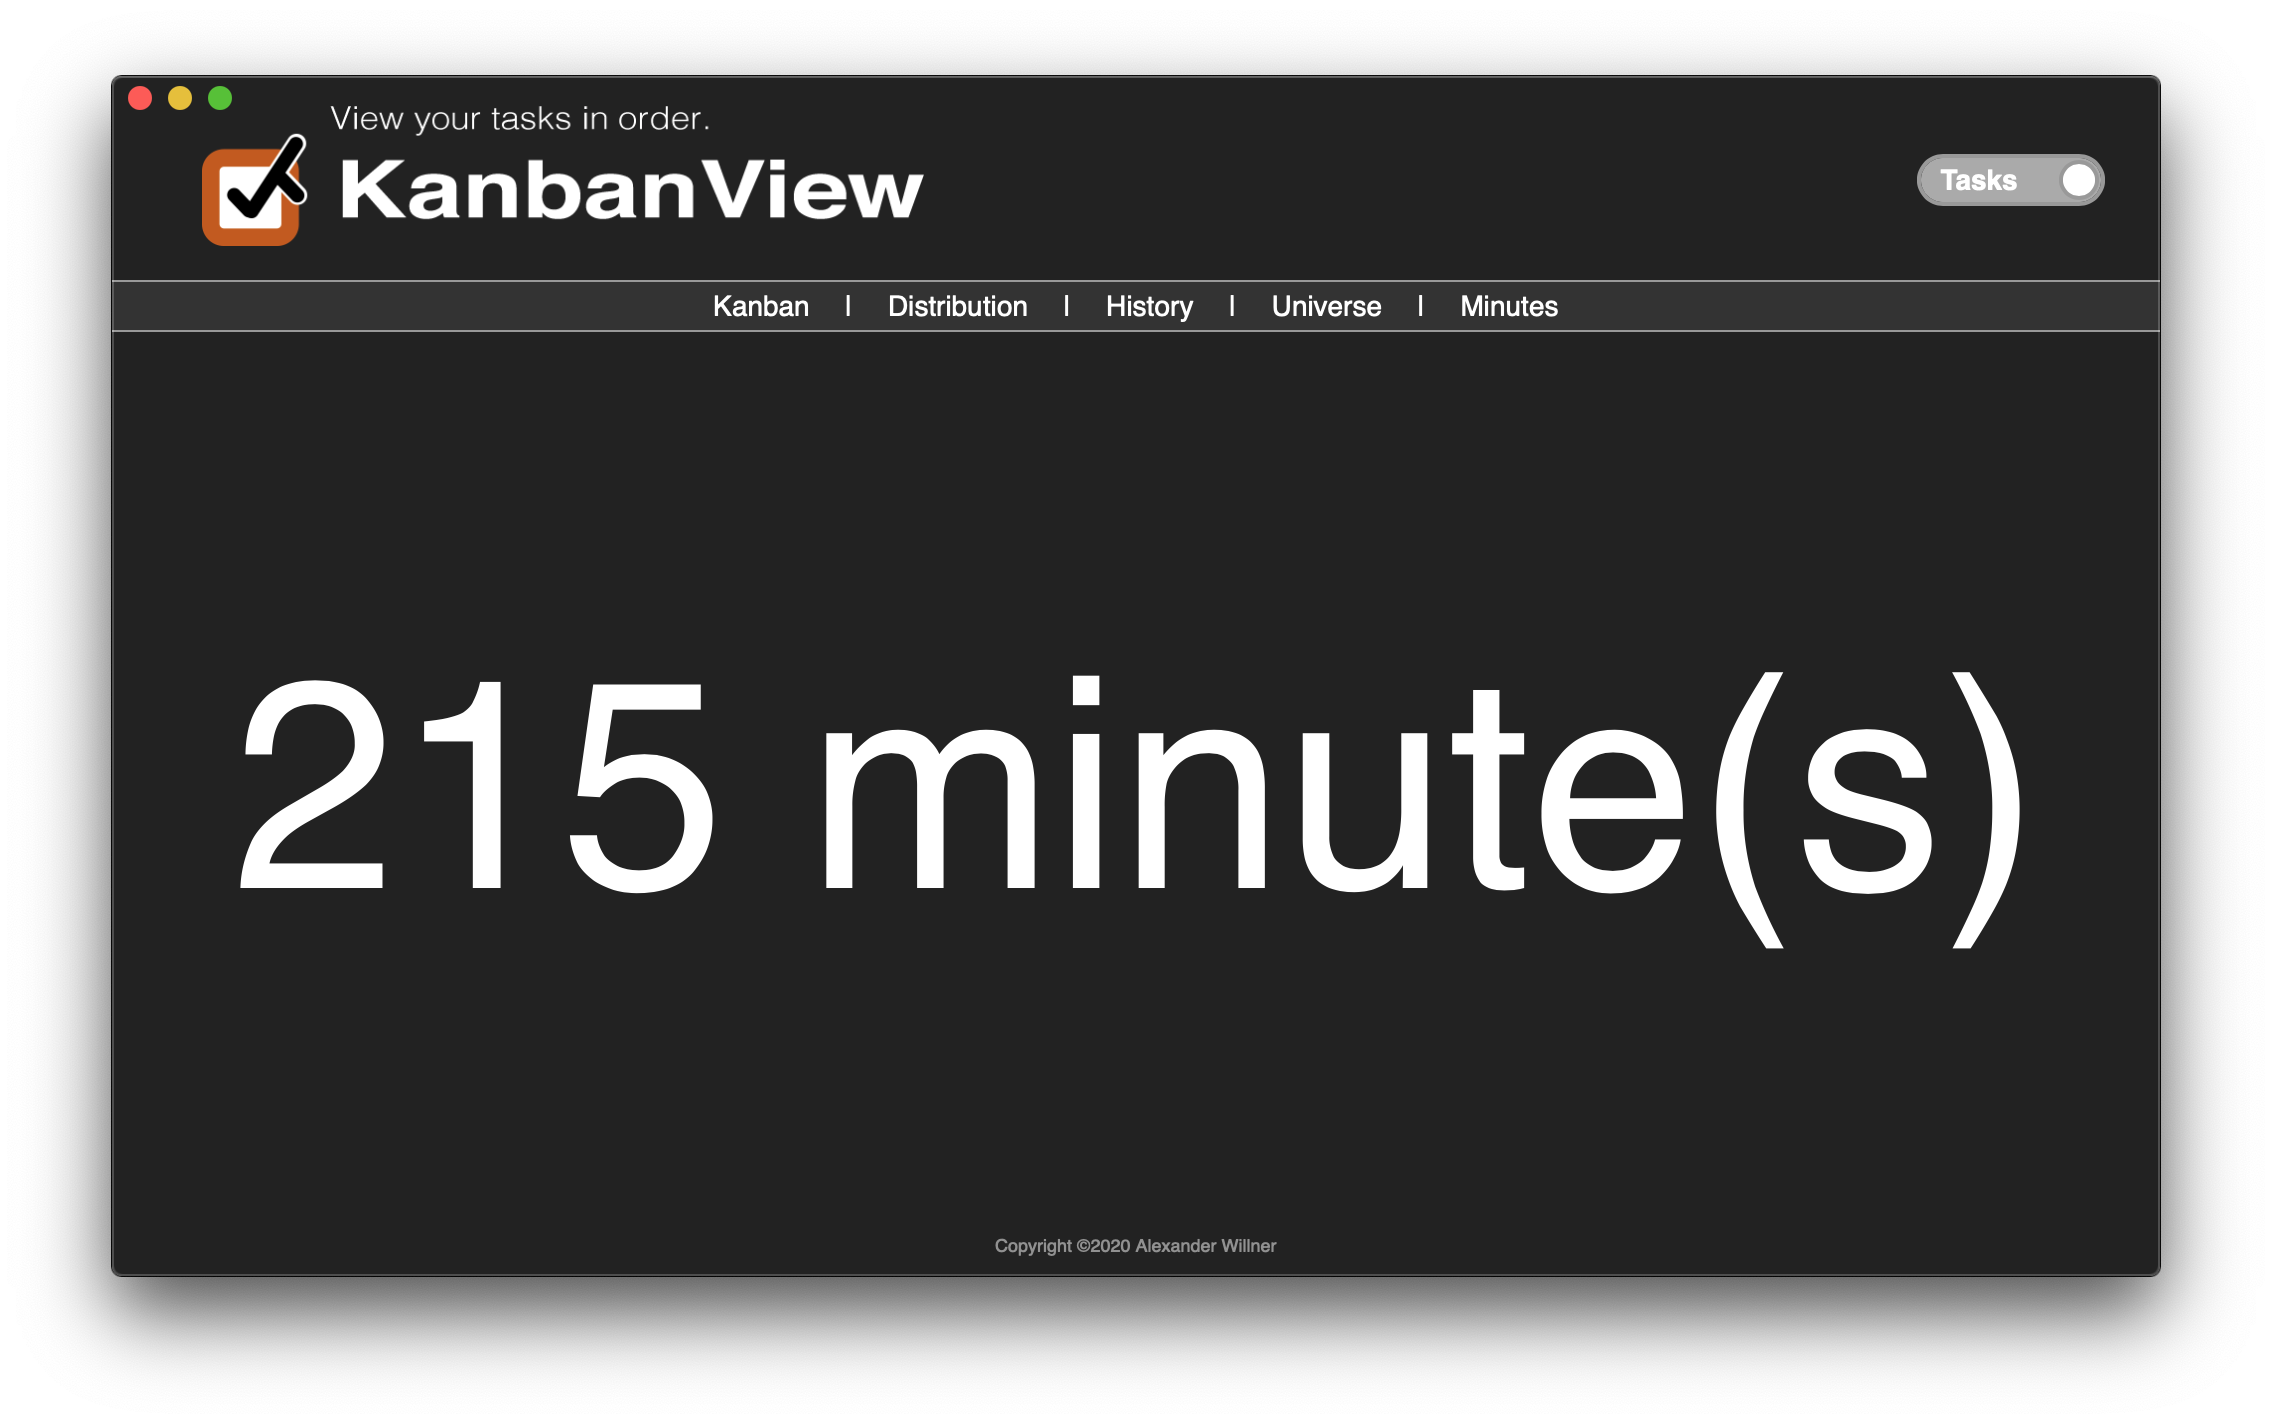 View your tasks in order.
KanbanView
Tasks
Kanban | Distribution | History | Universe | Minutes
215 minute(s)
Copyright ©2020 Alexander Willner